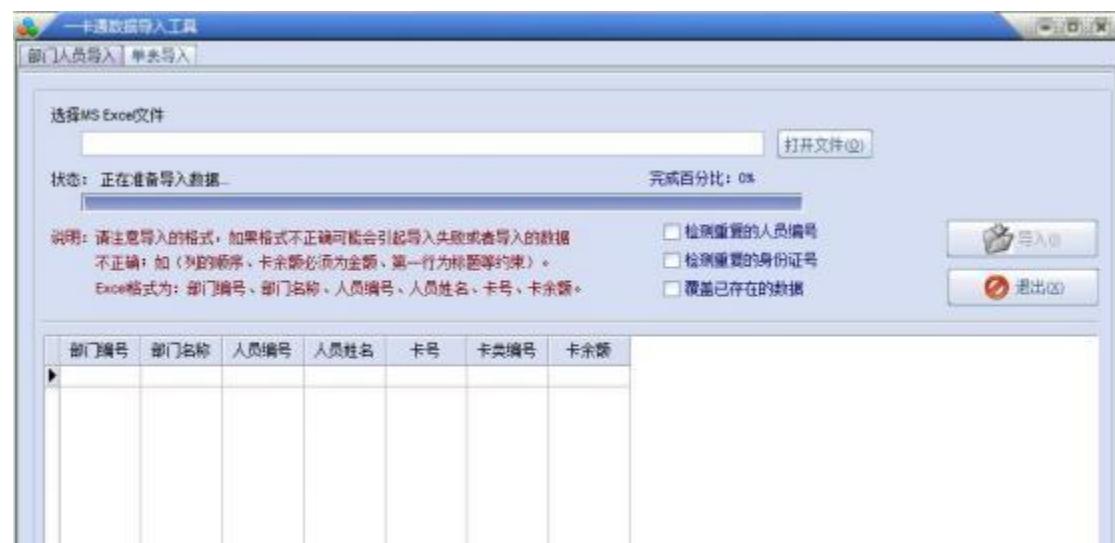 一卡通数据导入工具
部门人员导入 单来导入
选择MS Excel文件
打开文件(O)
状态: 正在准备导入数据... 完成百分比: 0%
说明: 请注意导入的格式,如果格式不正确可能会引起导入失败或者导入的数据
不正确;如(列的顺序、卡余额必须为金额、第一行为标题等约束)。
Excel格式为: 部门编号、部门名称、人员编号、人员姓名、卡号、卡余额。
检测重复的人员编号
检测重复的身份证号
覆盖已存在的数据
导入(I)
退出(X)
部门编号 部门名称 人员编号 人员姓名 卡号 卡类编号 卡余额